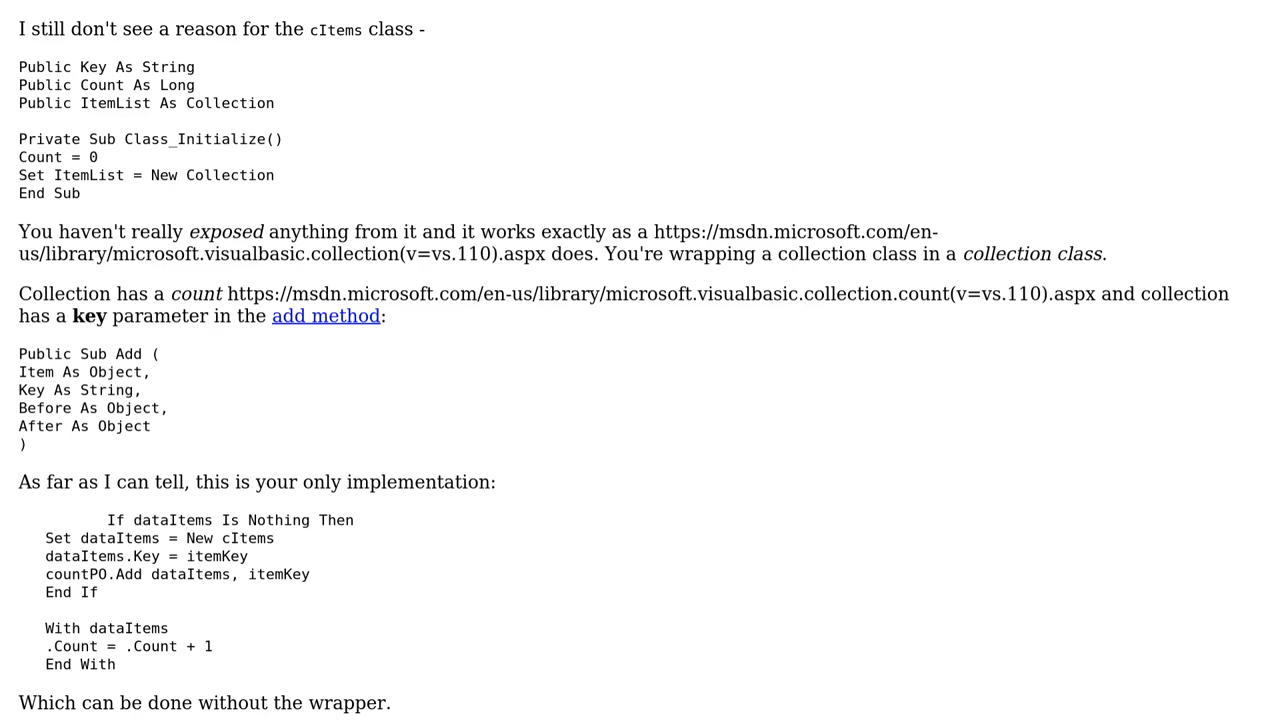 I still don't see a reason for the cItems class -
Public Key As String
Public Count As Long
Public ItemList As Collection
Private Sub Class_Initialize()
Count = 0
Set ItemList = New Collection
End Sub
You haven't really exposed anything from it and it works exactly as a https://msdn.microsoft.com/en-
us/library/microsoft.visualbasic.collection(v=vs.110).aspx does. You're wrapping a collection class in a collection class.
Collection has a count https://msdn.microsoft.com/en-us/library/microsoft.visualbasic.collection.count(v=vs.110).aspx and collection
has a key parameter in the add method:
Public Sub Add (
Item As Object,
Key As String,
Before As Object,
After As Object
)
As far as I can tell, this is your only implementation:
If dataItems Is Nothing Then
Set dataItems = New cItems
dataItems.Key = itemKey
countPO.Add dataItems, itemKey
End If
With dataItems
.Count = .Count + 1
End With
Which can be done without the wrapper.